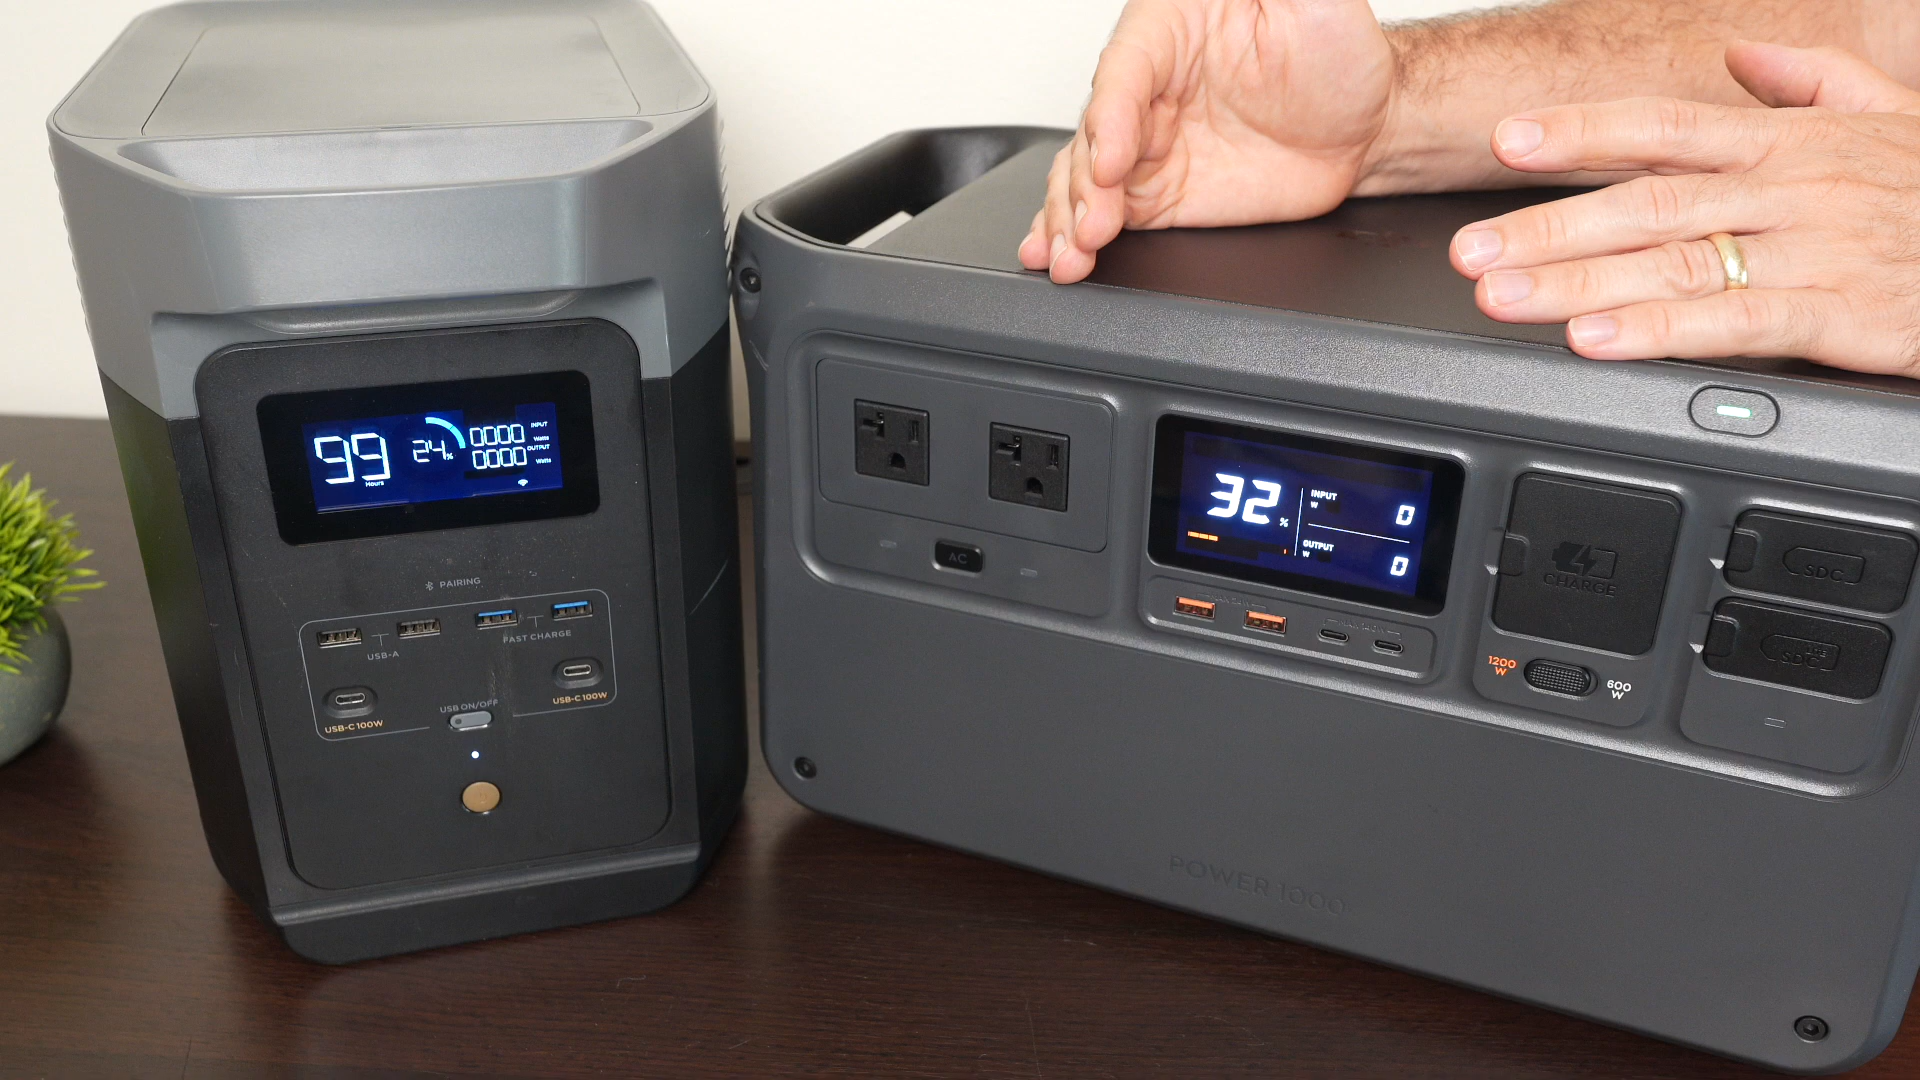 99
Hours
24%
0000
INPUT
Watts
0000
OUTPUT
Watts
PAIRING
USB-A
FAST CHARGE
USB-C 100W
USB ON/OFF
USB-C 100W
AC
32%
INPUT
W
0
OUTPUT
W
0
CHARGE
1200
W
600
W
SDC
SDC
POWER 1000